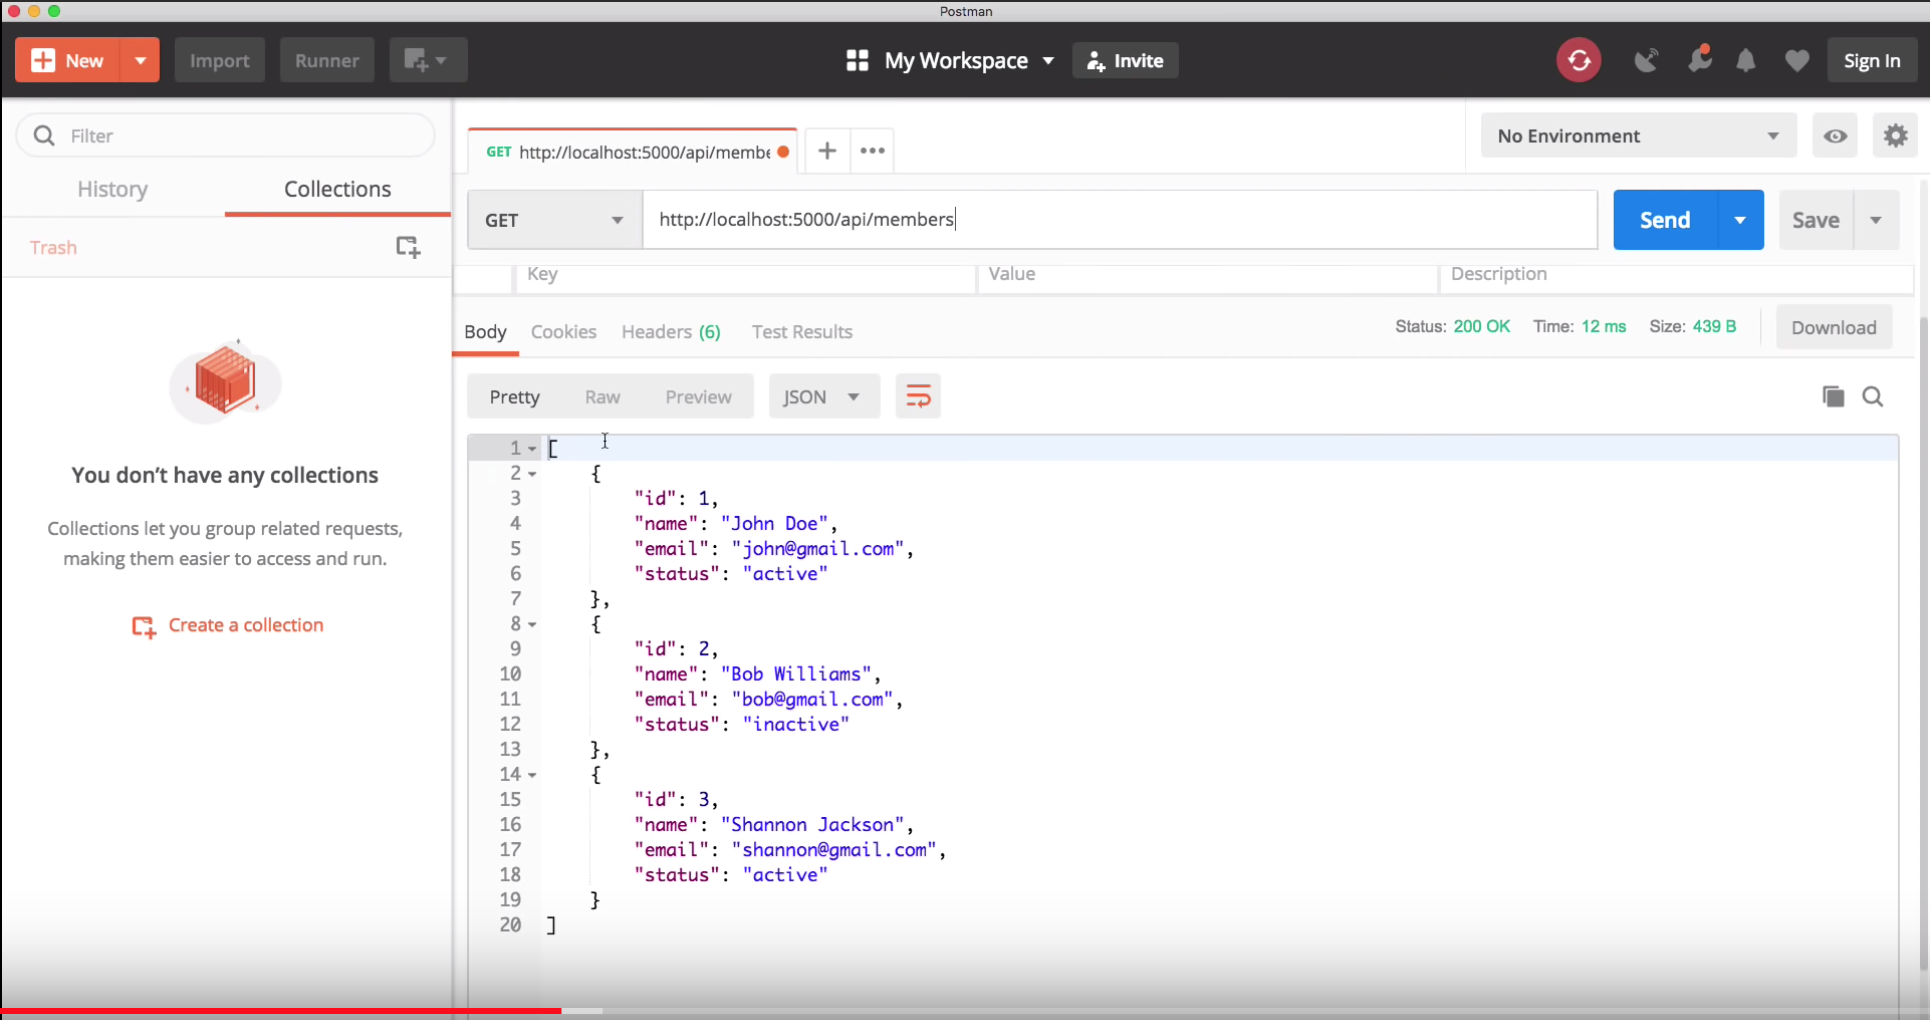 Postman
New
Import
Runner
My Workspace
Invite
Sign In
Filter
History
Collections
Trash
You don't have any collections
Collections let you group related requests,
making them easier to access and run.
Create a collection
GET http://localhost:5000/api/membe
No Environment
GET
http://localhost:5000/api/members
Send
Save
Key
Value
Description
Body
Cookies
Headers (6)
Test Results
Status: 200 OK
Time: 12 ms
Size: 439 B
Download
Pretty
Raw
Preview
JSON
1 [
2 {
3 "id": 1,
4 "name": "John Doe",
5 "email": "john@gmail.com",
6 "status": "active"
7 },
8 {
9 "id": 2,
10 "name": "Bob Williams",
11 "email": "bob@gmail.com",
12 "status": "inactive"
13 },
14 {
15 "id": 3,
16 "name": "Shannon Jackson",
17 "email": "shannon@gmail.com",
18 "status": "active"
19 }
20 ]